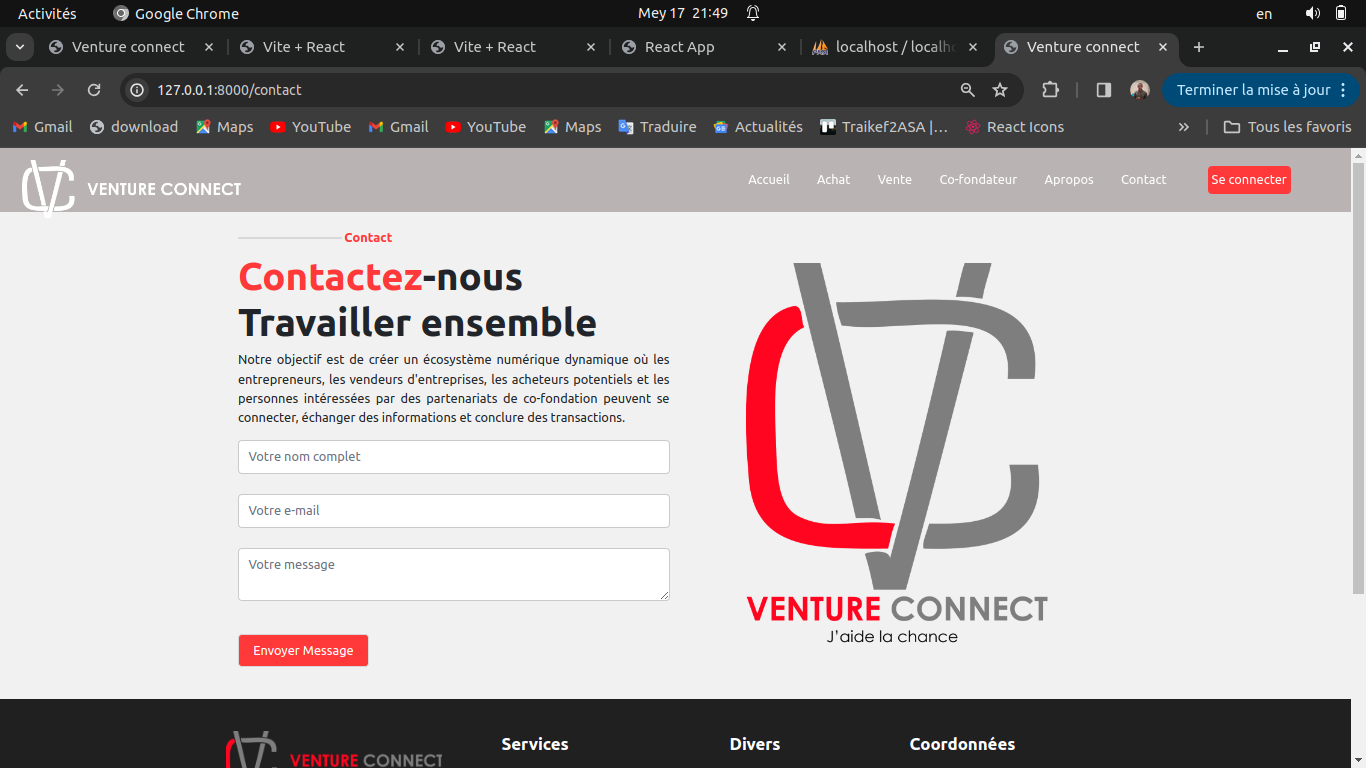 Activités Google Chrome Mey 17 21:49 en
Venture connect Vite + React Vite + React React App localhost / localh Venture connect
127.0.0.1:8000/contact Terminer la mise à jour
Gmail download Maps YouTube Gmail YouTube Maps Traduire Actualités Traikef2ASA |… React Icons » Tous les favoris
VENTURE CONNECT Accueil Achat Vente Co-fondateur Apropos Contact Se connecter
Contact
Contactez-nous
Travailler ensemble
Notre objectif est de créer un écosystème numérique dynamique où les
entrepreneurs, les vendeurs d'entreprises, les acheteurs potentiels et les
personnes intéressées par des partenariats de co-fondation peuvent se
connecter, échanger des informations et conclure des transactions.
Votre nom complet
Votre e-mail
Votre message
Envoyer Message
VENTURE CONNECT
J'aide la chance
VENTURE CONNECT Services Divers Coordonnées